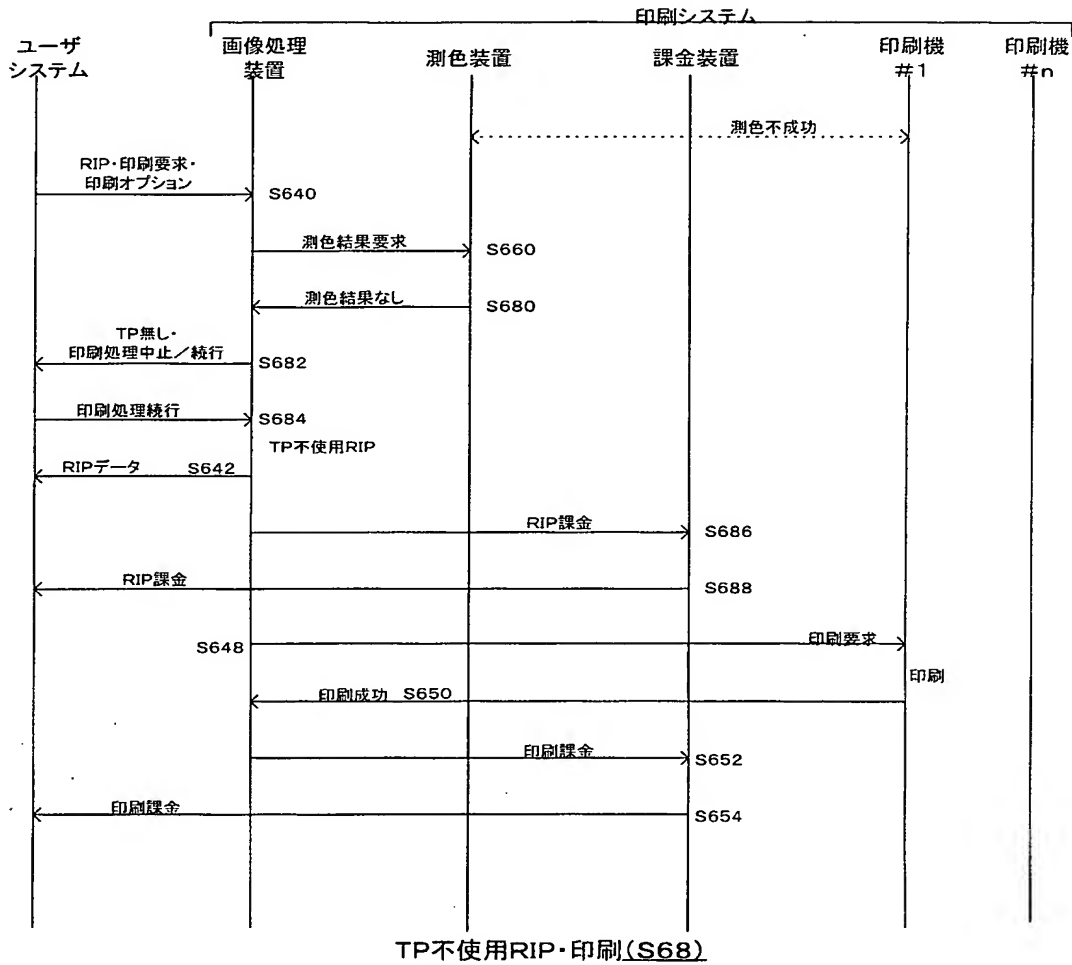 印刷システム
ユーザ
システム
画像処理
装置
測色装置
課金装置
印刷機
#1
印刷機
#n
測色不成功
RIP・印刷要求・
印刷オプション
S640
測色結果要求
S660
測色結果なし
S680
TP無し・
印刷処理中止/続行
S682
印刷処理続行
S684
TP不使用RIP
RIPデータ
S642
RIP課金
S686
RIP課金
S688
S648
印刷要求
印刷
印刷成功
S650
印刷課金
S652
印刷課金
S654
TP不使用RIP・印刷(S68)